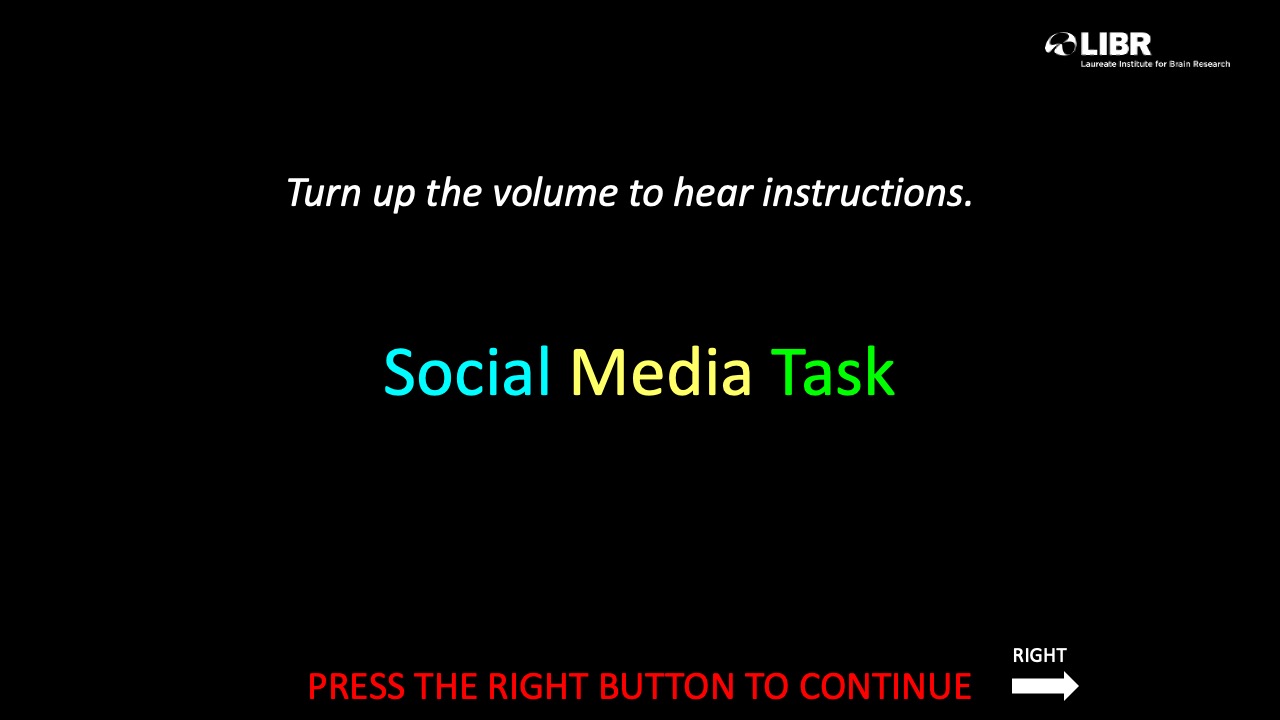 LIBR
Laureate Institute for Brain Research
Turn up the volume to hear instructions.
Social Media Task
RIGHT
PRESS THE RIGHT BUTTON TO CONTINUE